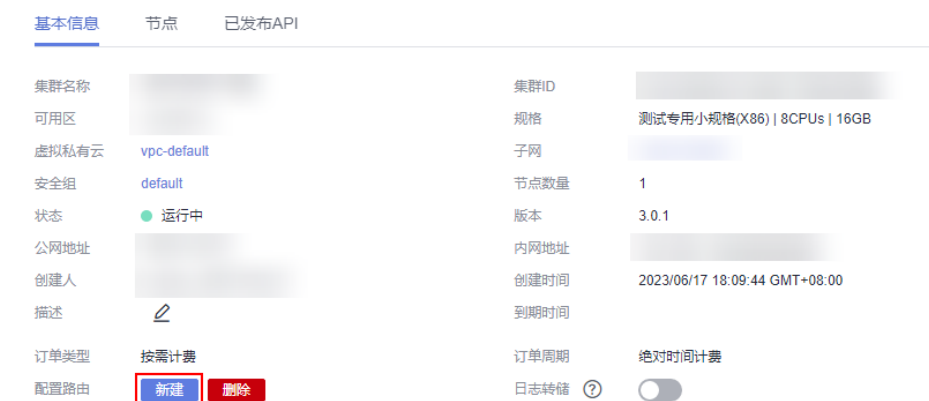 基本信息 节点 已发布API
集群名称 集群ID
可用区 规格 测试专用小规格(X86) | 8CPUs | 16GB
虚拟私有云 vpc-default 子网
安全组 default 节点数量 1
状态 运行中 版本 3.0.1
公网地址 内网地址
创建人 创建时间 2023/06/17 18:09:44 GMT+08:00
描述 到期时间
订单类型 按需计费 订单周期 绝对时间计费
配置路由 新建 删除 日志转储 ?